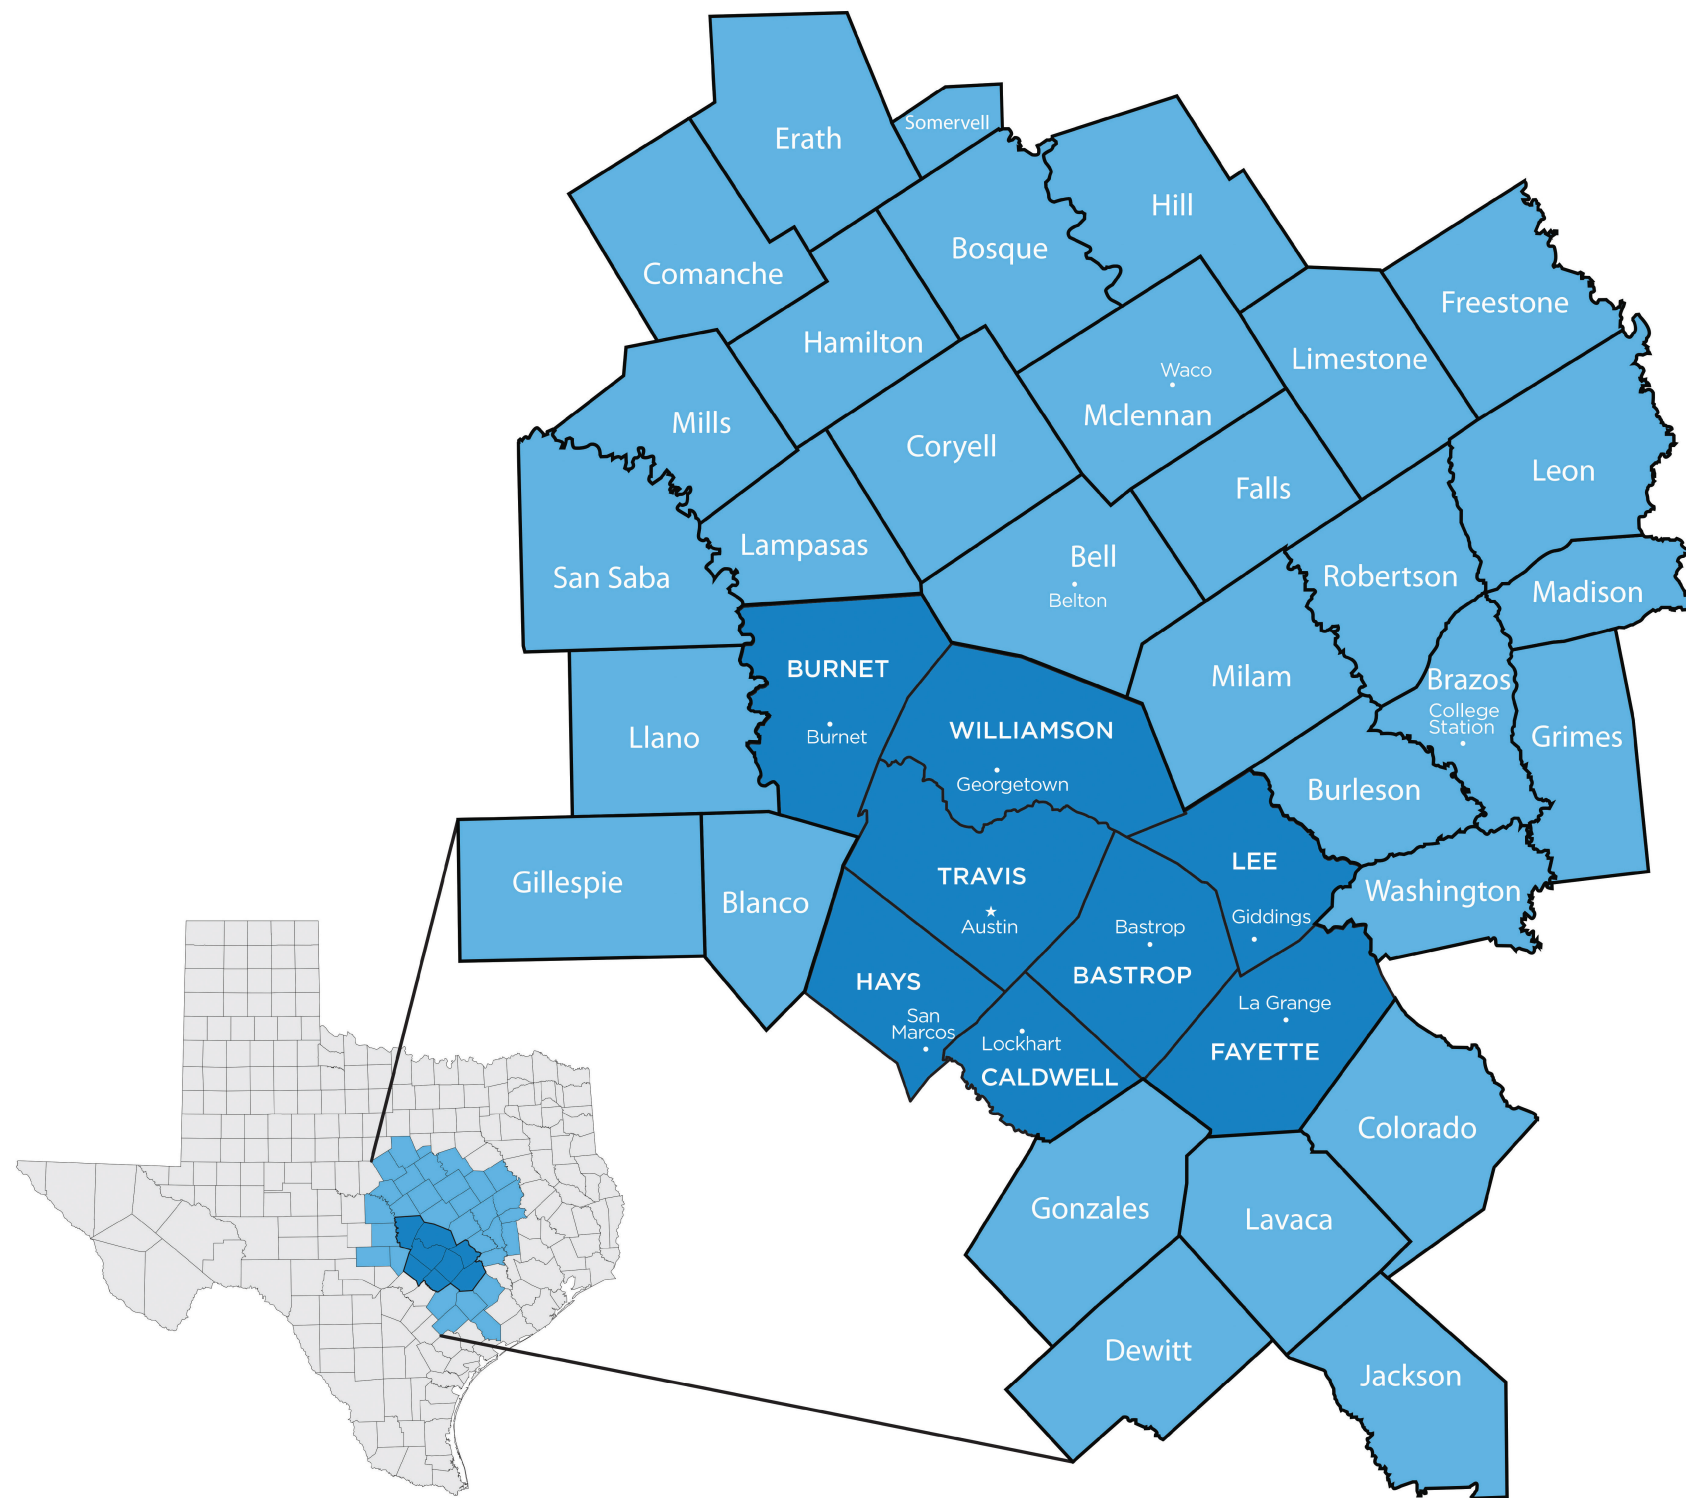 Erath
Somervell
Hill
Bosque
Comanche
Freestone
Hamilton
Limestone
Waco
Mclennan
Mills
Coryell
Leon
Falls
Lampasas
Bell
Belton
San Saba
Robertson
Madison
BURNET
Burnet
Milam
Brazos
College
Station
WILLIAMSON
Georgetown
Llano
Grimes
Burleson
LEE
Giddings
TRAVIS
Austin
Gillespie
Blanco
Washington
Bastrop
BASTROP
HAYS
San
Marcos
La Grange
FAYETTE
Lockhart
CALDWELL
Colorado
Gonzales
Lavaca
Dewitt
Jackson